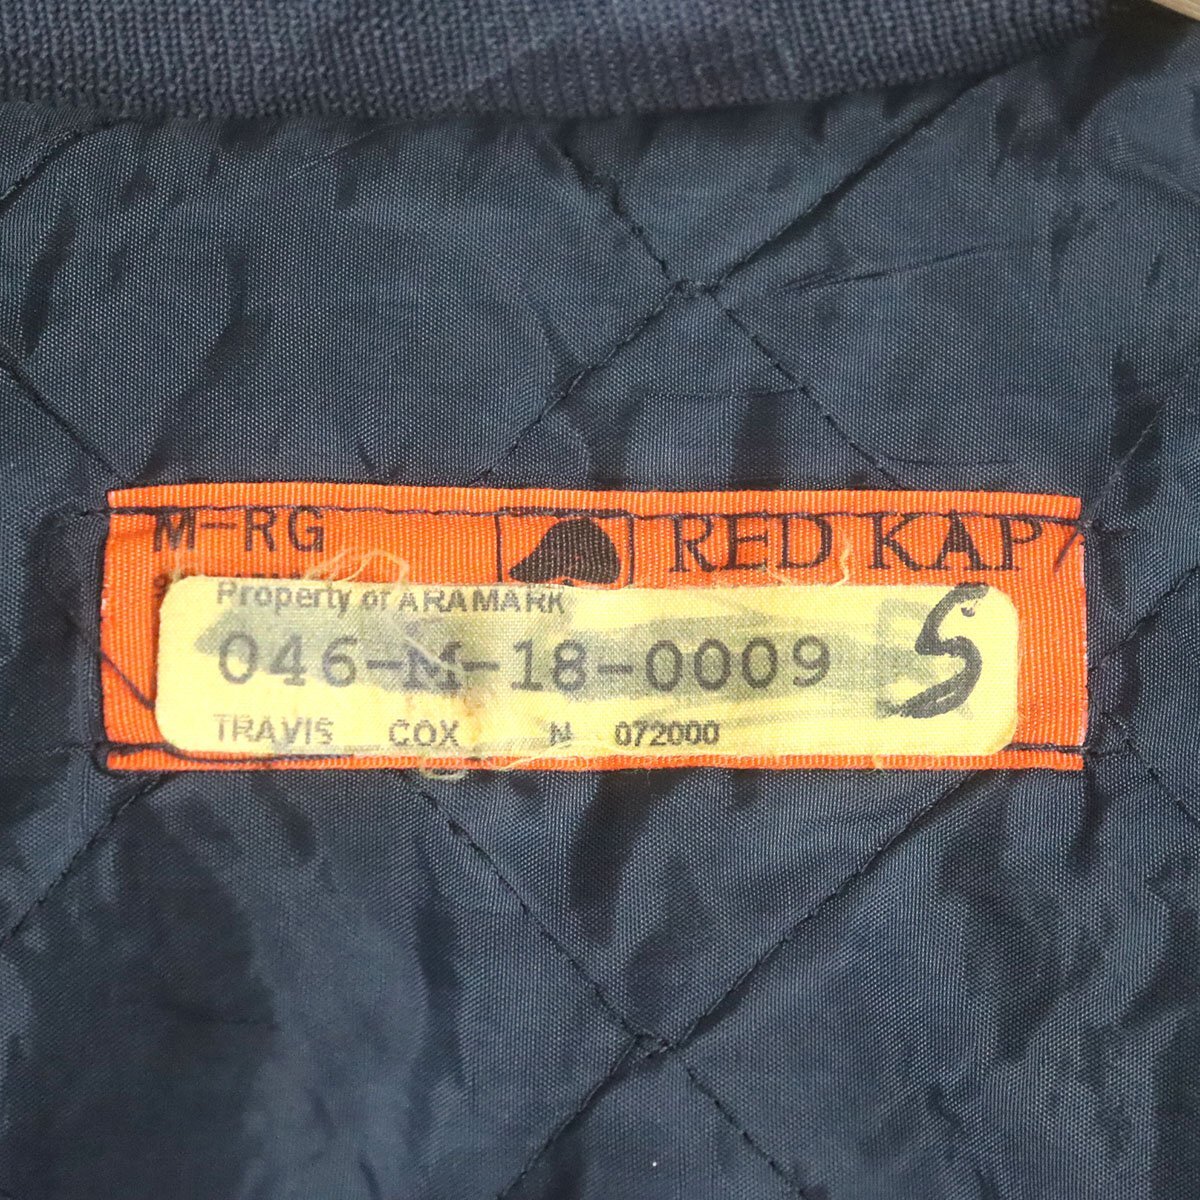 M-RG RED KAP
Property of ARAMARK
046-M-18-0009 S
TRAVIS COX N 072000